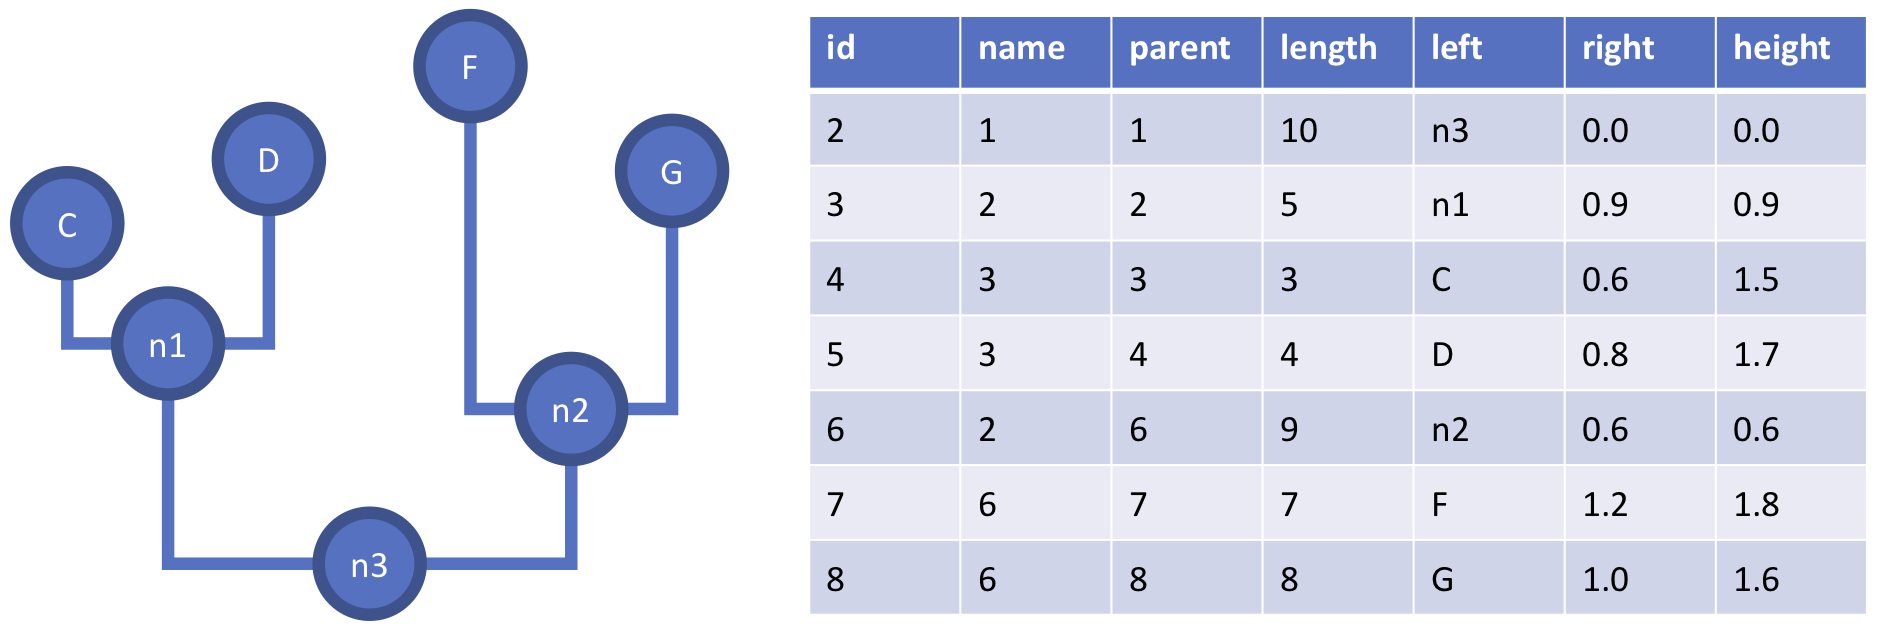 F
D
G
C
n1
n2
n3
id name parent length left right height
2 1 1 10 n3 0.0 0.0
3 2 2 5 n1 0.9 0.9
4 3 3 3 C 0.6 1.5
5 3 4 4 D 0.8 1.7
6 2 6 9 n2 0.6 0.6
7 6 7 7 F 1.2 1.8
8 6 8 8 G 1.0 1.6